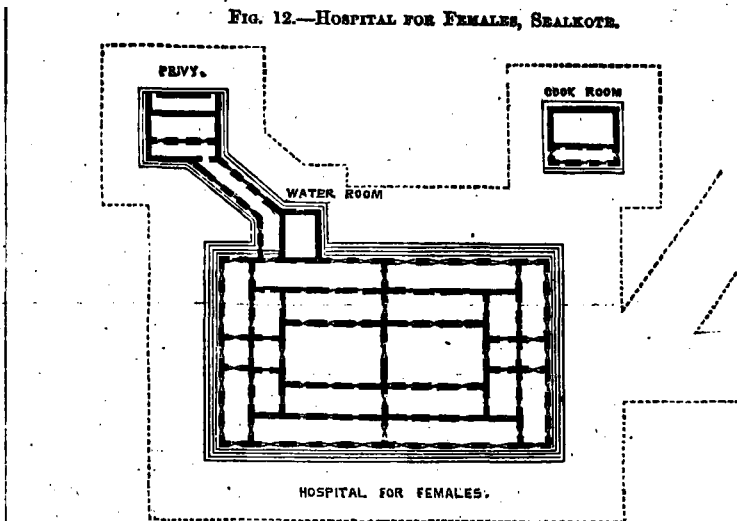 FIG. 12.—HOSPITAL FOR FEMALES, SEALKOTE.
PRIVY.
COOK ROOM
WATER ROOM
HOSPITAL FOR FEMALES.